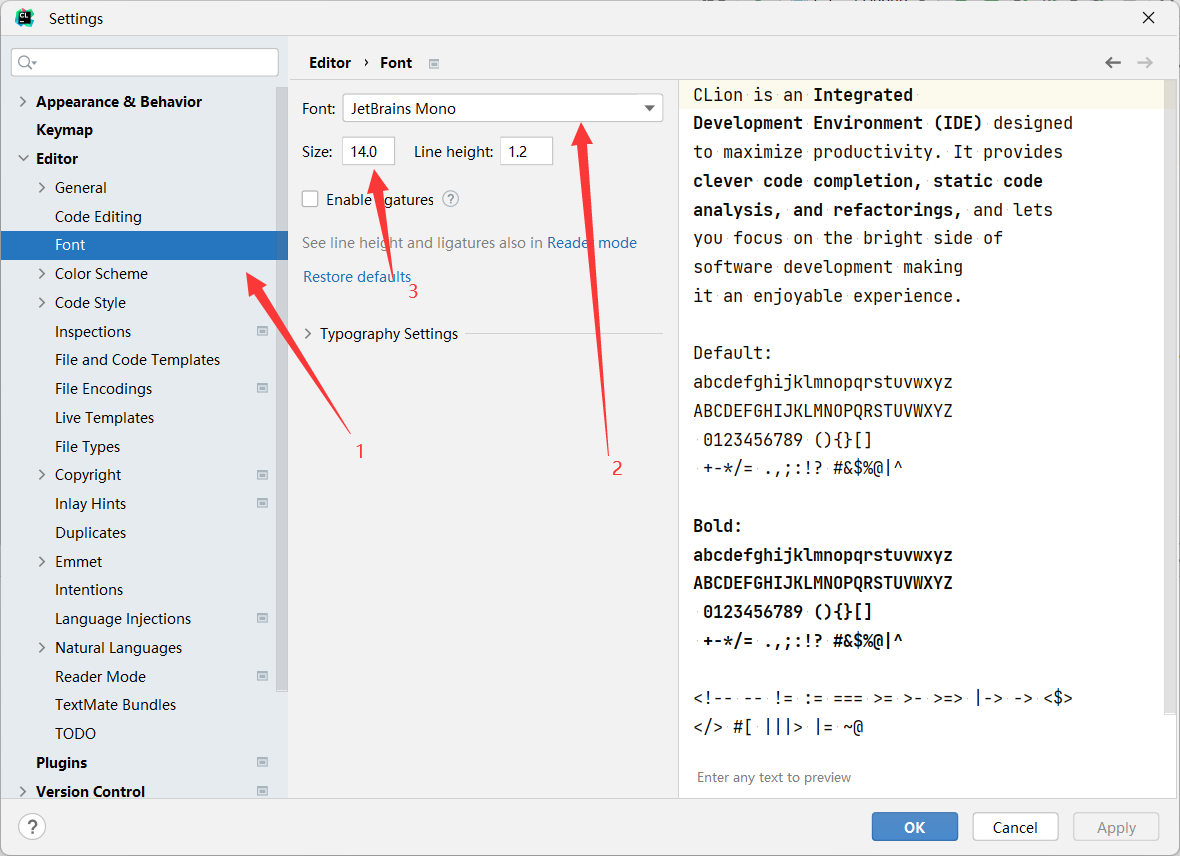 Settings
Appearance & Behavior
Keymap
Editor
General
Code Editing
Font
Color Scheme
Code Style
Inspections
File and Code Templates
File Encodings
Live Templates
File Types
Copyright
Inlay Hints
Duplicates
Emmet
Intentions
Language Injections
Natural Languages
Reader Mode
TextMate Bundles
TODO
Plugins
Version Control
Editor › Font
Font: JetBrains Mono
Size: 14.0 Line height: 1.2
Enable ligatures ?
See line height and ligatures also in Reader mode
Restore defaults
Typography Settings
1
2
3
CLion is an Integrated
Development Environment (IDE) designed
to maximize productivity. It provides
clever code completion, static code
analysis, and refactorings, and lets
you focus on the bright side of
software development making
it an enjoyable experience.
Default:
abcdefghijklmnopqrstuvwxyz
ABCDEFGHIJKLMNOPQRSTUVWXYZ
0123456789 (){}[]
+-*/= .,;:!? #&$%@|^
Bold:
abcdefghijklmnopqrstuvwxyz
ABCDEFGHIJKLMNOPQRSTUVWXYZ
0123456789 (){}[]
+-*/= .,;:!? #&$%@|^
<!-- -- != := === >= >- >=> |-> -> <$>
</> #[ |||> |= ~@
Enter any text to preview
?
OK
Cancel
Apply